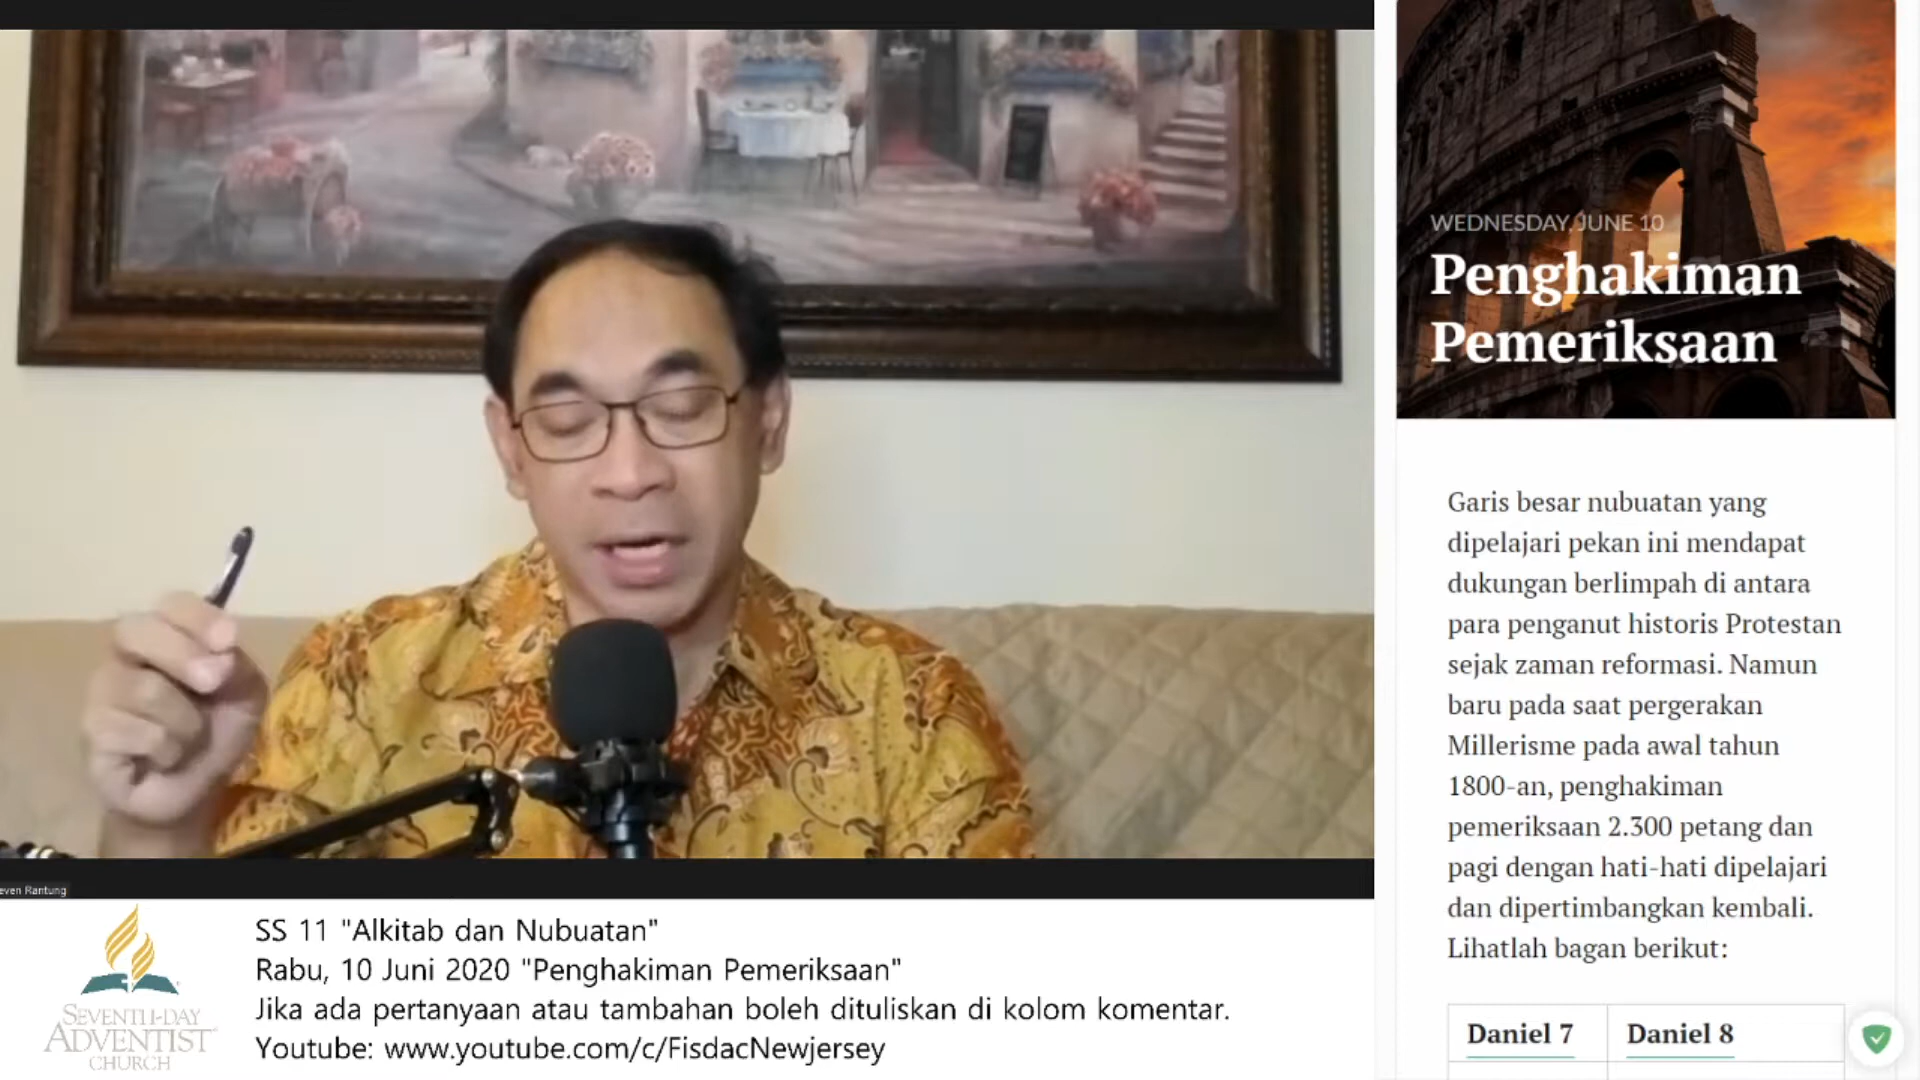 WEDNESDAY, JUNE 10
Penghakiman
Pemeriksaan
Garis besar nubuatan yang
dipelajari pekan ini mendapat
dukungan berlimpah di antara
para penganut historis Protestan
sejak zaman reformasi. Namun
baru pada saat pergerakan
Millerisme pada awal tahun
1800-an, penghakiman
pemeriksaan 2.300 petang dan
pagi dengan hati-hati dipelajari
dan dipertimbangkan kembali.
Lihatlah bagan berikut:
Daniel 7 Daniel 8
even Rantung
SEVENTH-DAY
ADVENTIST
CHURCH
SS 11 "Alkitab dan Nubuatan"
Rabu, 10 Juni 2020 "Penghakiman Pemeriksaan"
Jika ada pertanyaan atau tambahan boleh dituliskan di kolom komentar.
Youtube: www.youtube.com/c/FisdacNewjersey